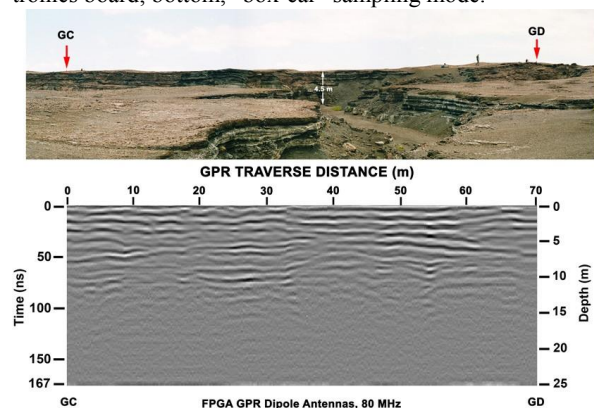 tronics board; bottom, "box-car" sampling mode.
GC
GD
4.5 m
GPR TRAVERSE DISTANCE (m)
0 10 20 30 40 50 60 70
0
50
100
150
167
Time (ns)
0
5
10
15
20
25
Depth (m)
GC
FPGA GPR Dipole Antennas, 80 MHz
GD